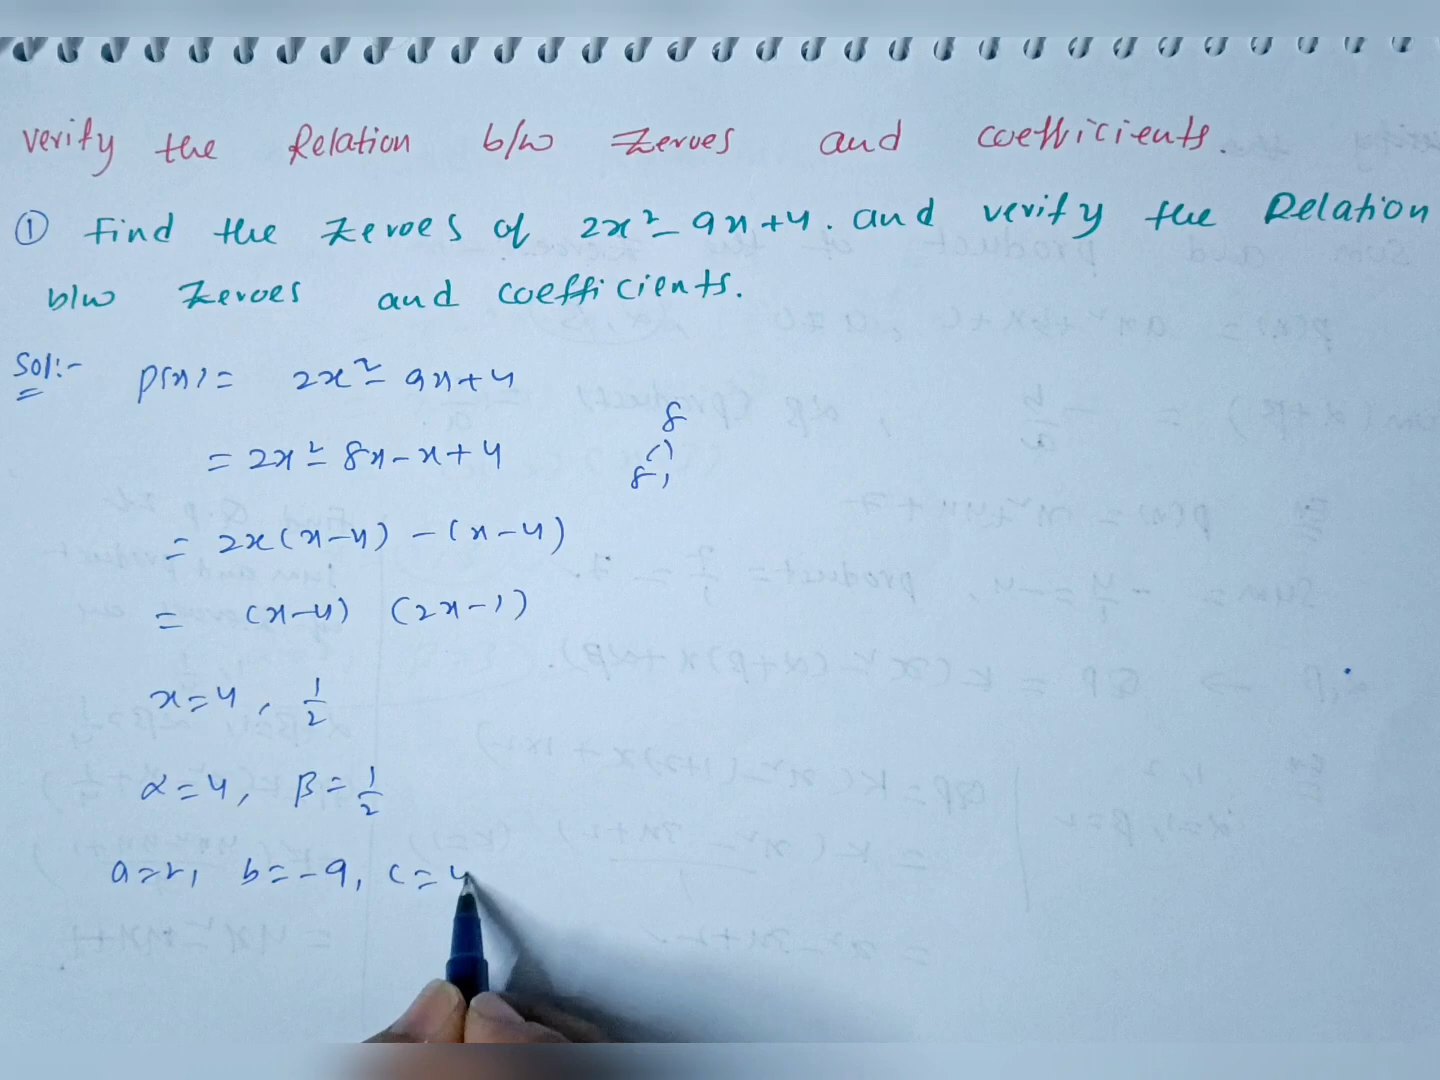 verify the Relation b/w Zeroes and coefficients.
① Find the Zeroes of 2x² - 9x + 4. and verify the Relation
b/w Zeroes and coefficients.
Sol:- p(x) = 2x² - 9x + 4
8
= 2x² - 8x - x + 4
8, 1
= 2x(x-4) - (x-4)
= (x-4) (2x-1)
x = 4, 1/2
α = 4, β = 1/2
a = 2, b = -9, c = 4